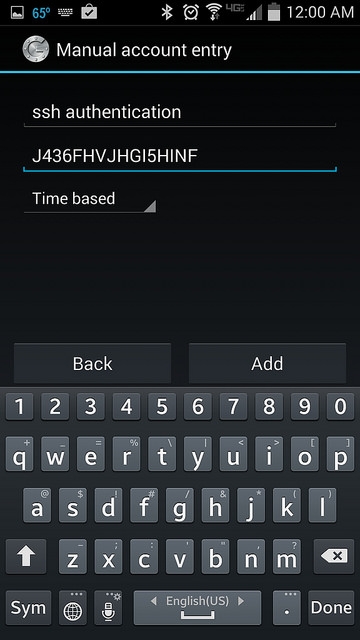 65° 4G 12:00 AM
Manual account entry
ssh authentication
J436FHVJHGI5HINF
Time based
Back Add
1 2 3 4 5 6 7 8 9 0
q w e r t y u i o p
a s d f g h j k l
z x c v b n m
Sym English(US) . Done